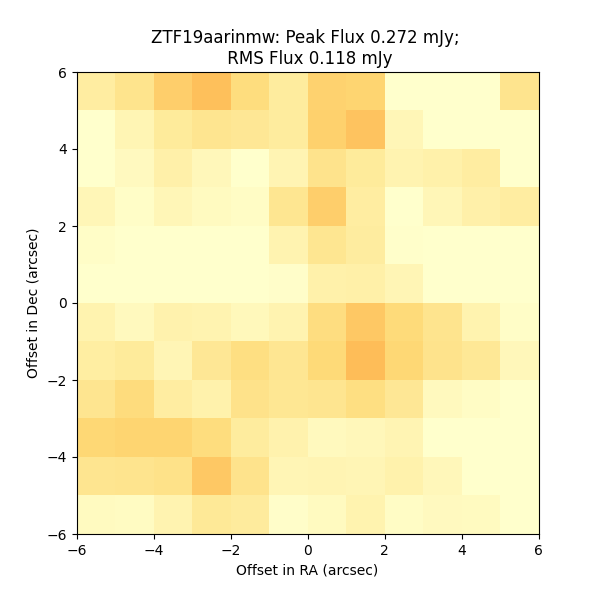 ZTF19aarinmw: Peak Flux 0.272 mJy;
RMS Flux 0.118 mJy
6
4
2
0
−2
−4
−6
Offset in Dec (arcsec)
−6 −4 −2 0 2 4 6
Offset in RA (arcsec)